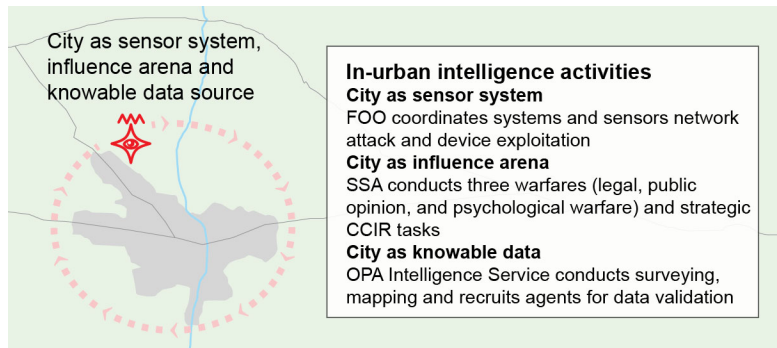 City as sensor system,
influence arena and
knowable data source
In-urban intelligence activities
City as sensor system
FOO coordinates systems and sensors network
attack and device exploitation
City as influence arena
SSA conducts three warfares (legal, public
opinion, and psychological warfare) and strategic
CCIR tasks
City as knowable data
OPA Intelligence Service conducts surveying,
mapping and recruits agents for data validation